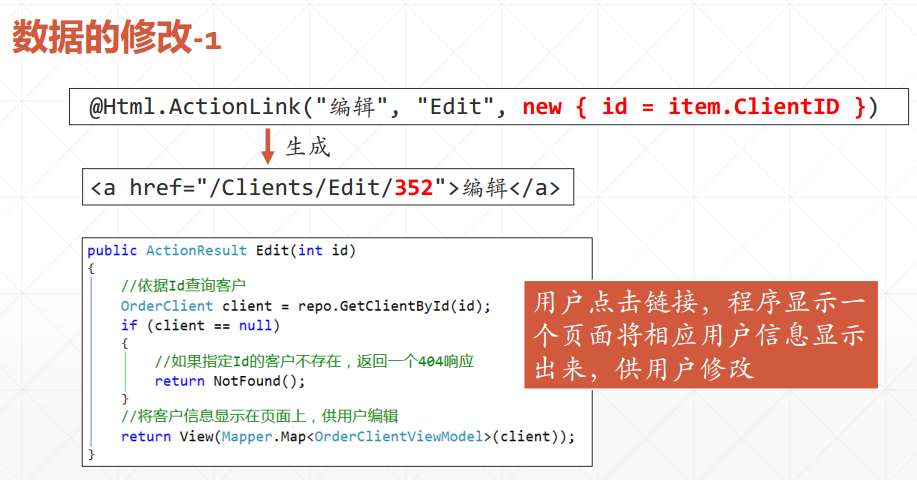 数据的修改-1
@Html.ActionLink("编辑", "Edit", new { id = item.ClientID })
生成
<a href="/Clients/Edit/352">编辑</a>
public ActionResult Edit(int id)
{
//依据Id查询客户
OrderClient client = repo.GetClientById(id);
if (client == null)
{
//如果指定Id的客户不存在，返回一个404响应
return NotFound();
}
//将客户信息显示在页面上，供用户编辑
return View(Mapper.Map<OrderClientViewModel>(client));
}
用户点击链接，程序显示一
个页面将相应用户信息显示
出来，供用户修改